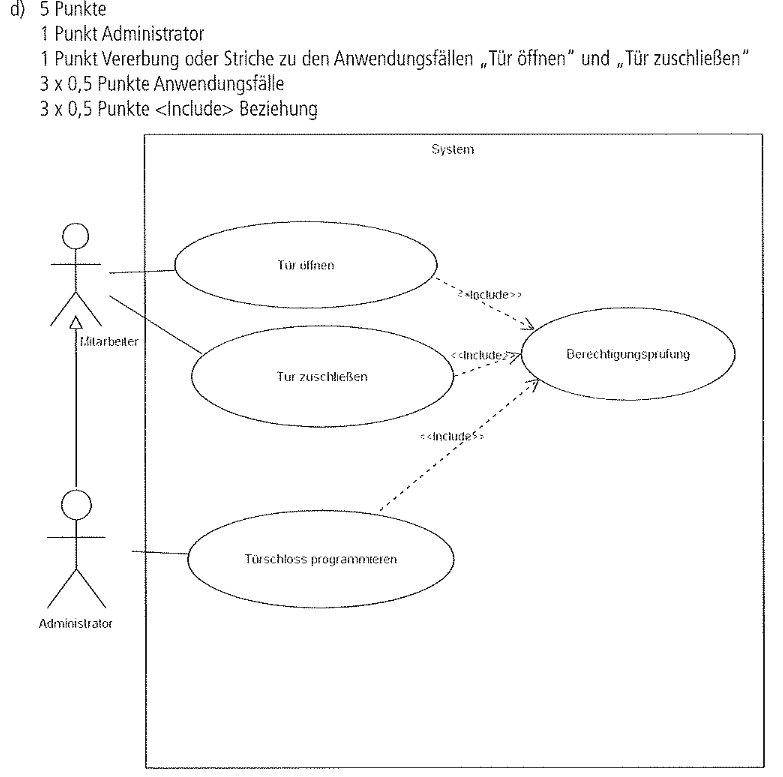 d) 5 Punkte
1 Punkt Administrator
1 Punkt Vererbung oder Striche zu den Anwendungsfällen „Tür öffnen" und „Tür zuschließen"
3 x 0,5 Punkte Anwendungsfälle
3 x 0,5 Punkte <Include> Beziehung
System
Tür öffnen
<<Include>>
Mitarbeiter
Tür zuschließen
<<Include>>
Berechtigungsprüfung
<<Include>>
Türschloss programmieren
Administrator